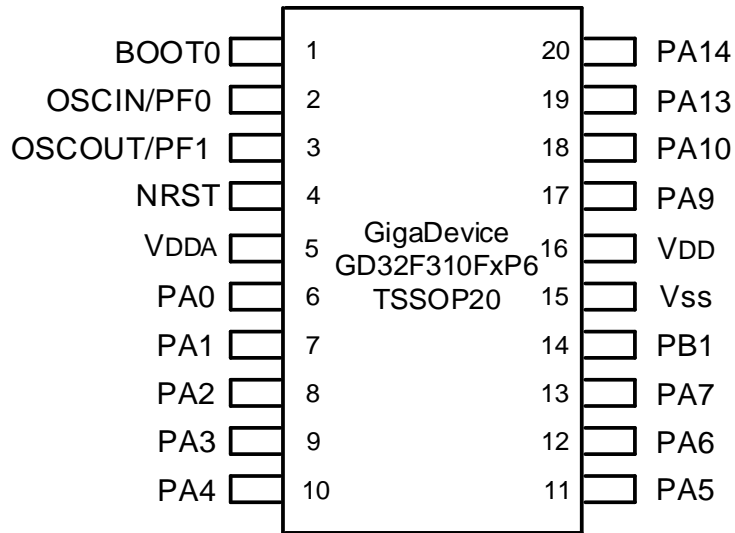 BOOT0 1 20 PA14
OSCIN/PF0 2 19 PA13
OSCOUT/PF1 3 18 PA10
NRST 4 17 PA9
VDDA 5 GigaDevice 16 VDD
GD32F310FxP6
PA0 6 TSSOP20 15 Vss
PA1 7 14 PB1
PA2 8 13 PA7
PA3 9 12 PA6
PA4 10 11 PA5